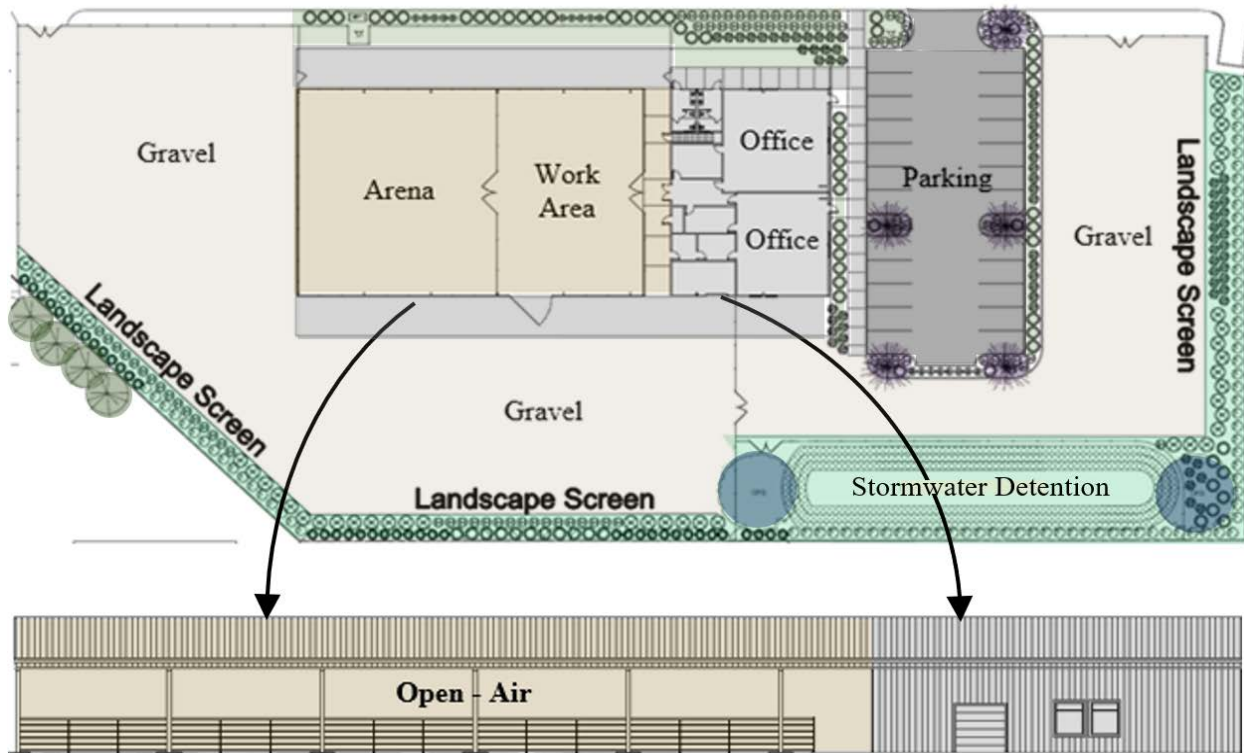 Gravel
Arena
Work
Area
Office
Office
Parking
Gravel
Landscape Screen
Landscape Screen
Gravel
Landscape Screen
Stormwater Detention
Open - Air